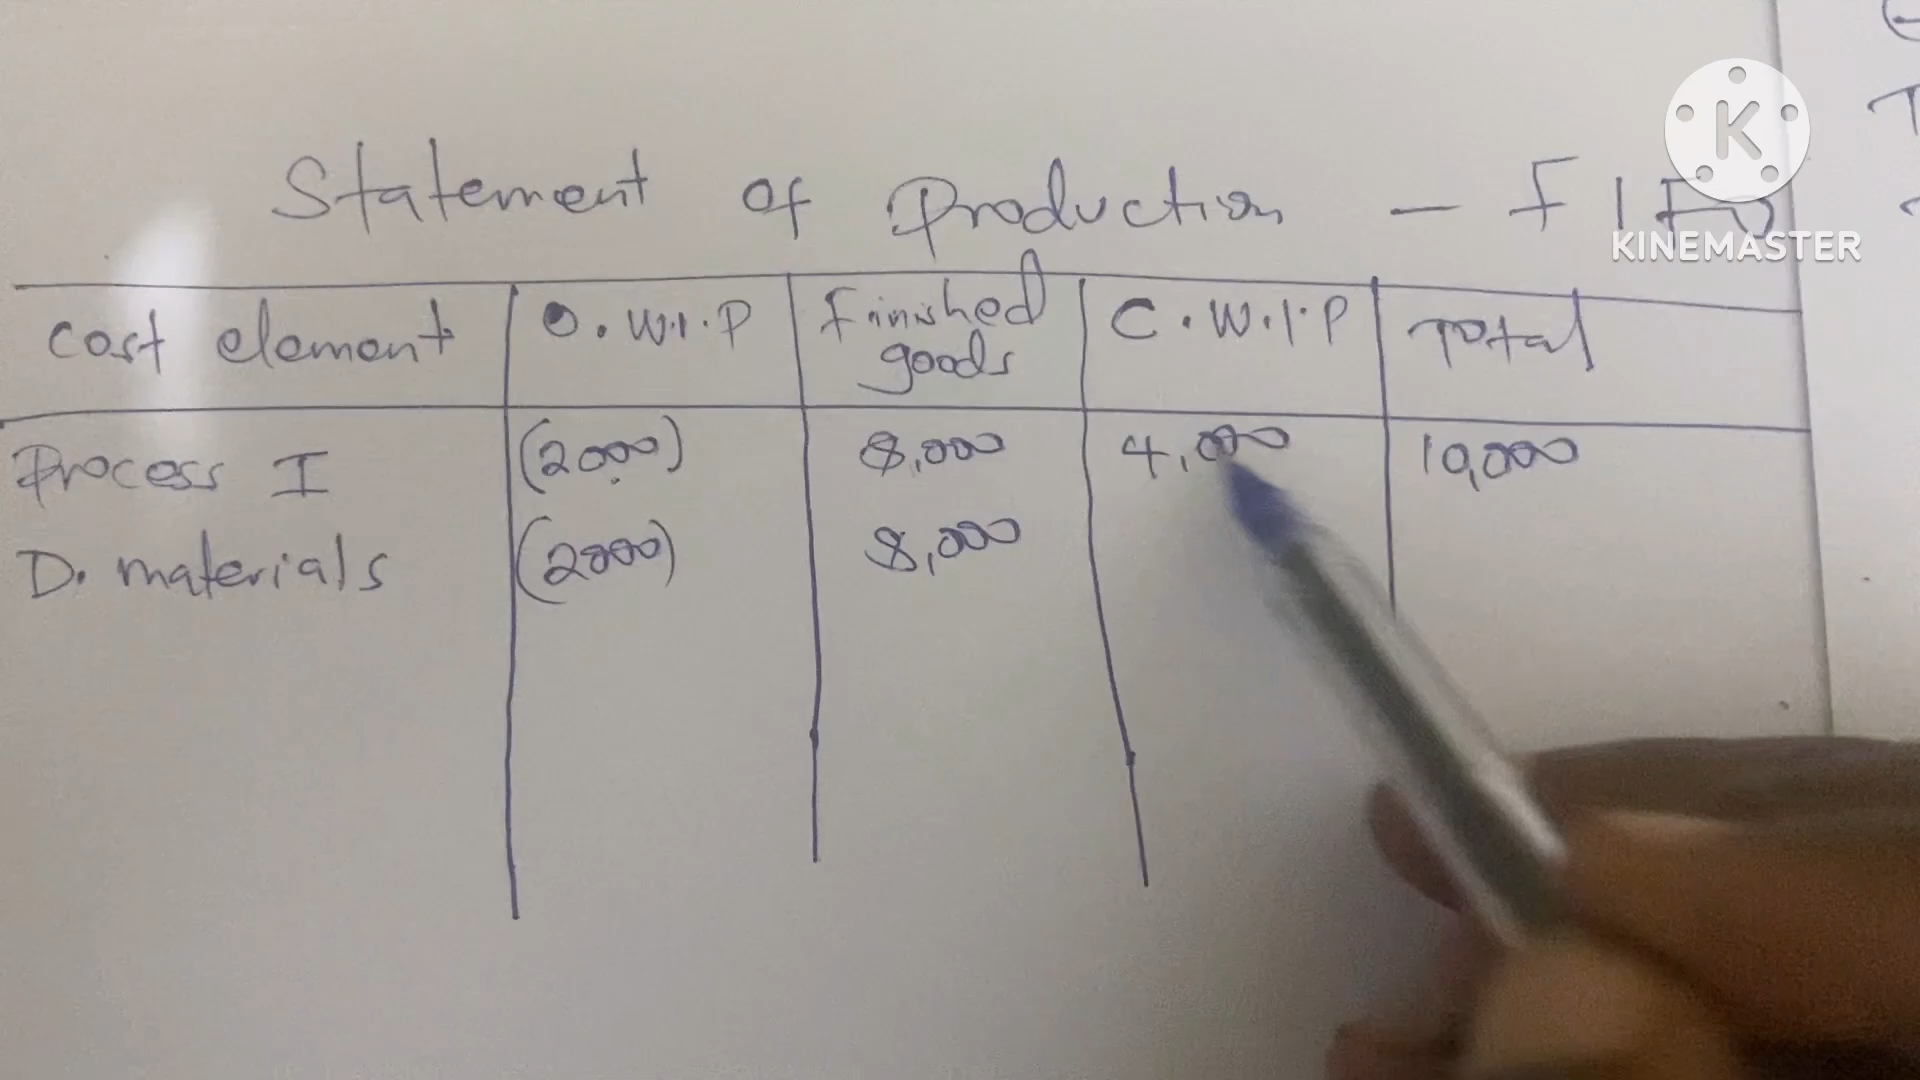 Statement of Production - FIFO
KINEMASTER
Cost element O.W.I.P Finished goods C.W.I.P Total
Process I (2000) 8,000 4,000 10,000
D. materials (2000) 8,000